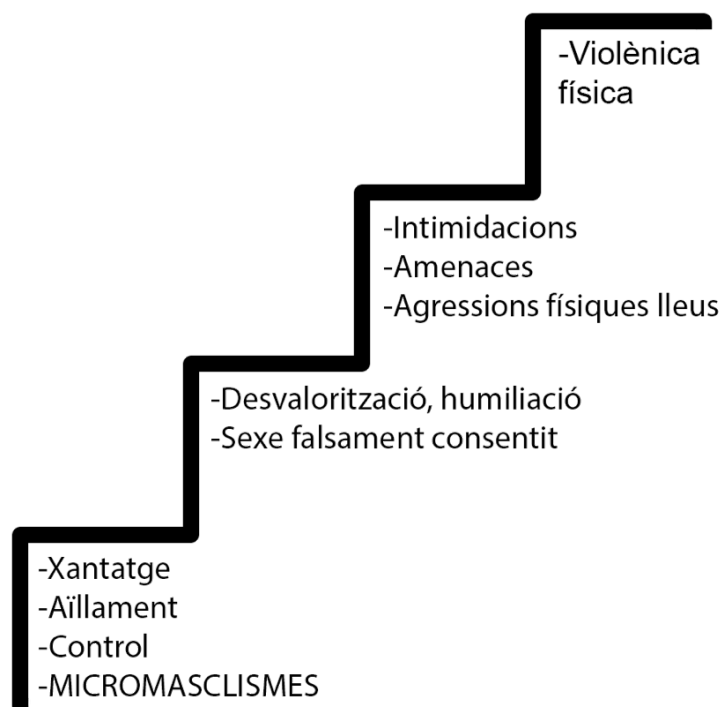 -Violènica
física
-Intimidacions
-Amenaces
-Agressions físiques lleus
-Desvalorització, humiliació
-Sexe falsament consentit
-Xantatge
-Aïllament
-Control
-MICROMASCLISMES